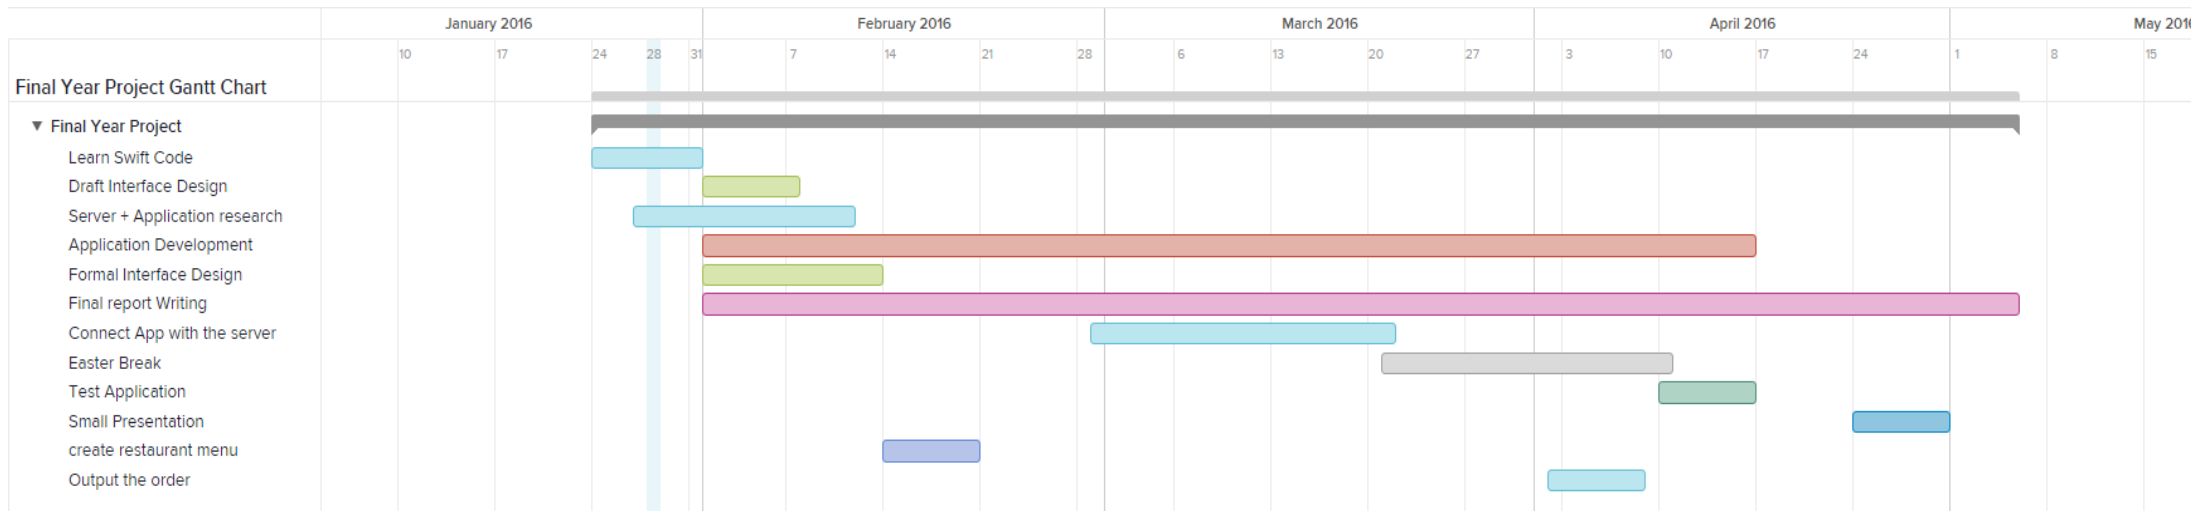 January 2016 February 2016 March 2016 April 2016 May 201
10 17 24 28 31 7 14 21 28 6 13 20 27 3 10 17 24 1 8 15
Final Year Project Gantt Chart
Final Year Project
Learn Swift Code
Draft Interface Design
Server + Application research
Application Development
Formal Interface Design
Final report Writing
Connect App with the server
Easter Break
Test Application
Small Presentation
create restaurant menu
Output the order